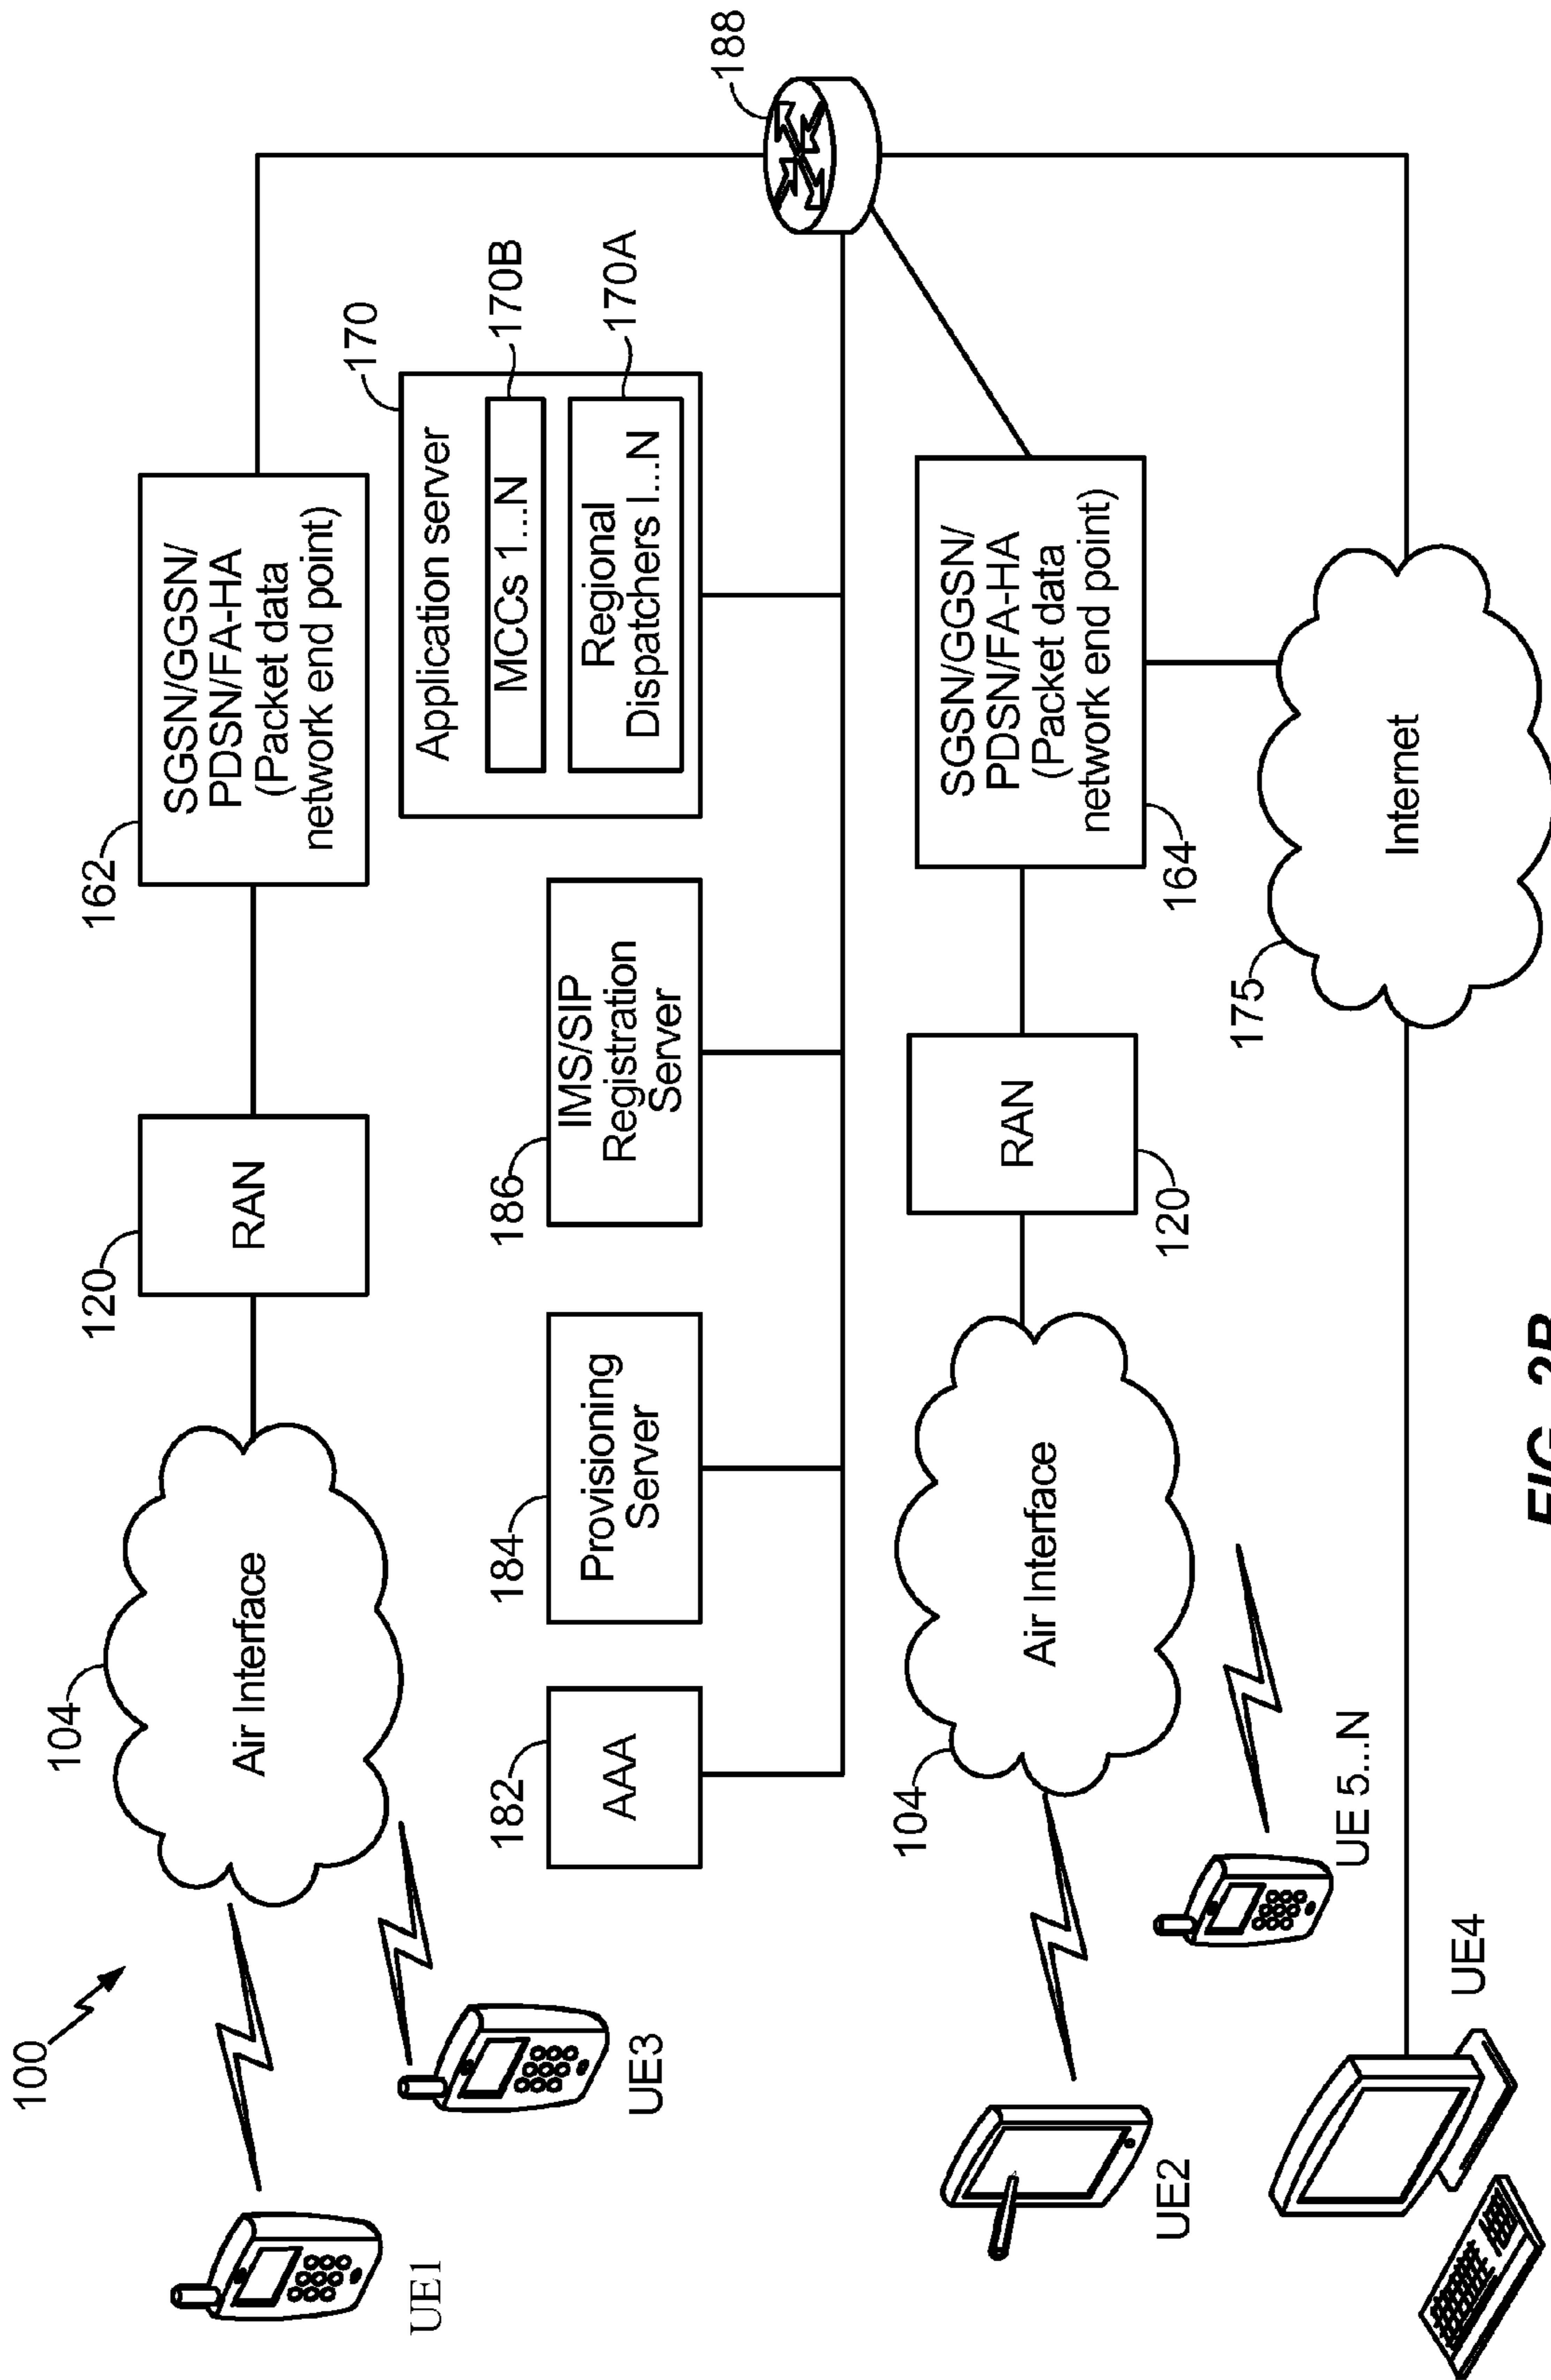 100
UE1
UE3
104
Air Interface
120
RAN
162
SGSN/GGSN/
PDSN/FA-HA
(Packet data
network end point)
182
AAA
184
Provisioning
Server
186
IMS/SIP
Registration
Server
170
Application server
MCCs 1...N
170B
Regional
Dispatchers I...N
170A
188
UE2
UE 5...N
104
Air Interface
RAN
120
SGSN/GGSN/
PDSN/FA-HA
(Packet data
network end point)
164
UE4
175
Internet
FIG. 2B